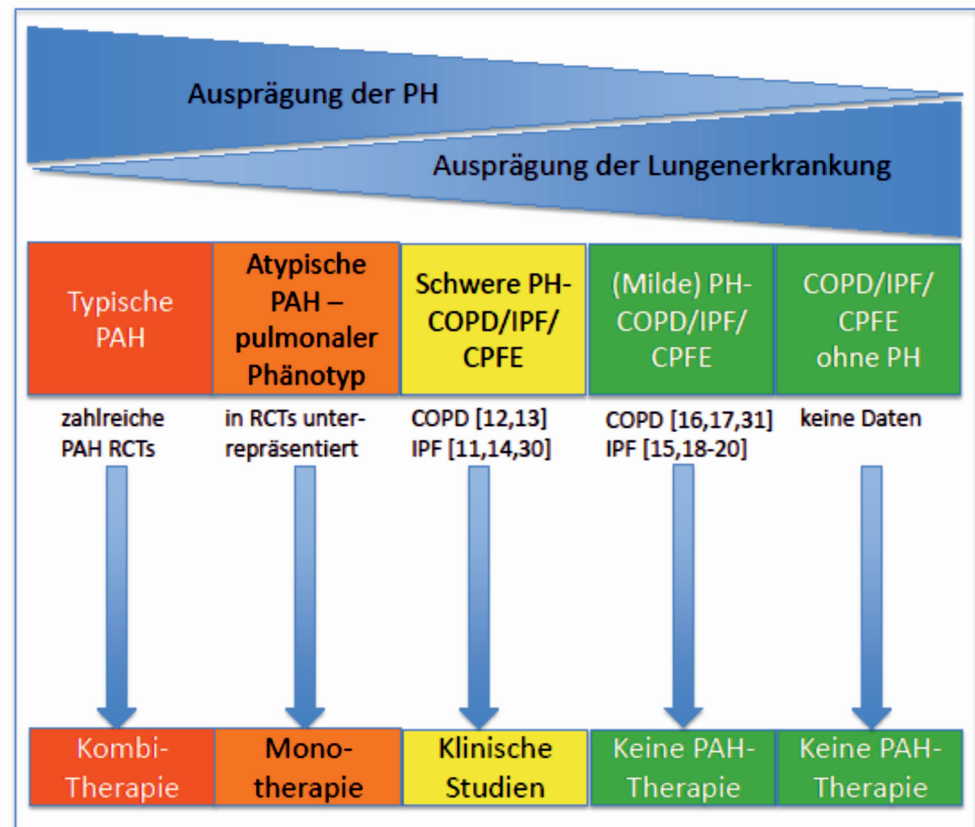 Ausprägung der PH
Ausprägung der Lungenerkrankung
Typische
PAH
Atypische
PAH –
pulmonaler
Phänotyp
Schwere PH-
COPD/IPF/
CPFE
(Milde) PH-
COPD/IPF/
CPFE
COPD/IPF/
CPFE
ohne PH
zahlreiche
PAH RCTs
in RCTs unter-
repräsentiert
COPD [12,13]
IPF [11,14,30]
COPD [16,17,31]
IPF [15,18-20]
keine Daten
Kombi-
Therapie
Mono-
therapie
Klinische
Studien
Keine PAH-
Therapie
Keine PAH-
Therapie